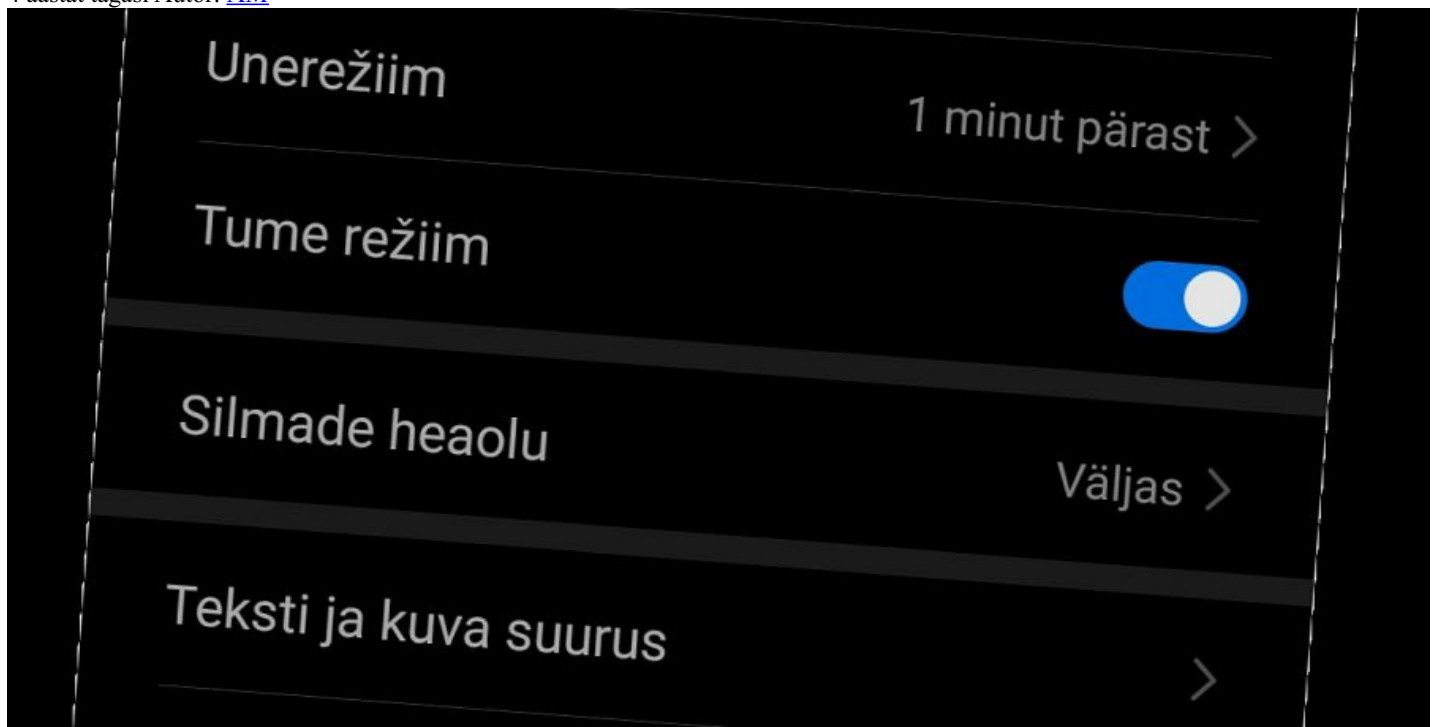 Unerežiim
1 minut pärast
Tume režiim
Silmade heaolu
Väljas
Teksti ja kuva suurus